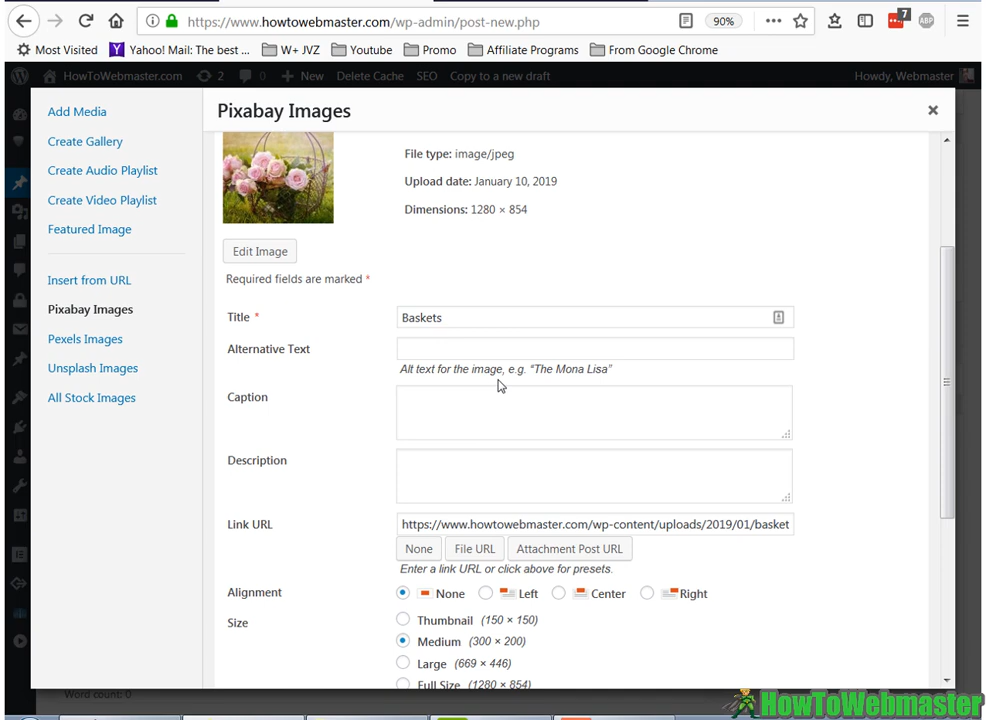 https://www.howtowebmaster.com/wp-admin/post-new.php
90%
7
ABP
Most Visited
Yahoo! Mail: The best ...
W+ JVZ
Youtube
Promo
Affiliate Programs
From Google Chrome
HowToWebmaster.com
2
0
New
Delete Cache
SEO
Copy to a new draft
Howdy, Webmaster
Add Media
Create Gallery
Create Audio Playlist
Create Video Playlist
Featured Image
Insert from URL
Pixabay Images
Pexels Images
Unsplash Images
All Stock Images
Pixabay Images
File type: image/jpeg
Upload date: January 10, 2019
Dimensions: 1280 × 854
Edit Image
Required fields are marked *
Title *
Baskets
Alternative Text
Alt text for the image, e.g. “The Mona Lisa”
Caption
Description
Link URL
https://www.howtowebmaster.com/wp-content/uploads/2019/01/basket
None
File URL
Attachment Post URL
Enter a link URL or click above for presets.
Alignment
None
Left
Center
Right
Size
Thumbnail (150 × 150)
Medium (300 × 200)
Large (669 × 446)
Full Size (1280 × 854)
Word count: 0
HowToWebmaster